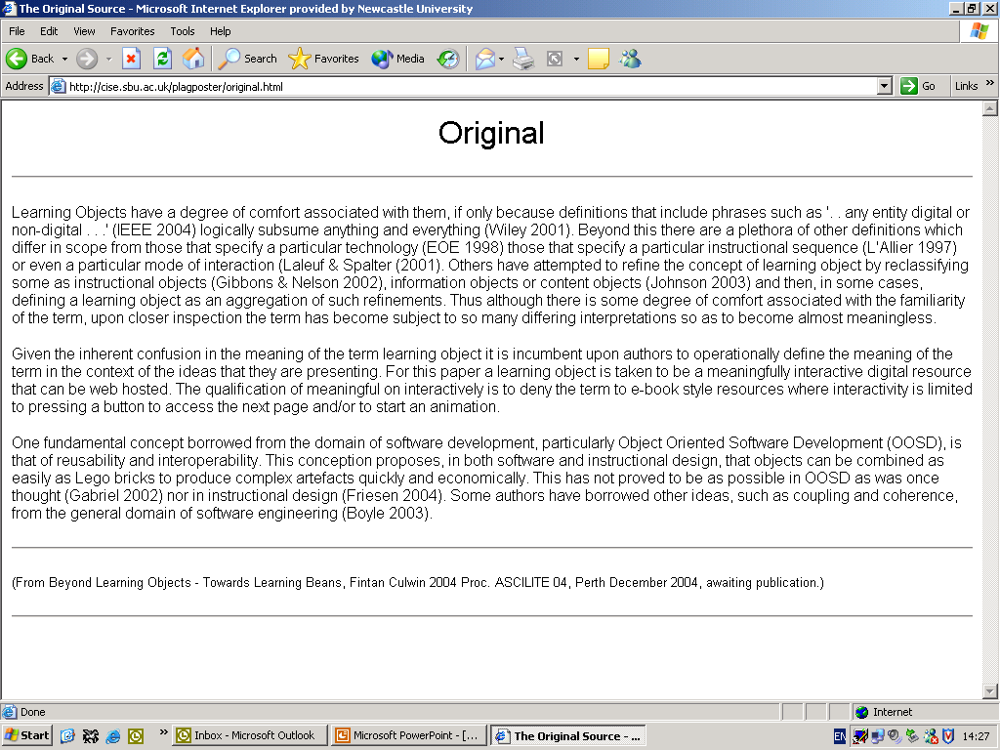 The Original Source - Microsoft Internet Explorer provided by Newcastle University
File Edit View Favorites Tools Help
Back Search Favorites Media
Address http://cise.sbu.ac.uk/plagposter/original.html Go Links »
Original
Learning Objects have a degree of comfort associated with them, if only because definitions that include phrases such as '. . any entity digital or
non-digital . . .' (IEEE 2004) logically subsume anything and everything (Wiley 2001). Beyond this there are a plethora of other definitions which
differ in scope from those that specify a particular technology (EOE 1998) those that specify a particular instructional sequence (L'Allier 1997)
or even a particular mode of interaction (Laleuf & Spalter (2001). Others have attempted to refine the concept of learning object by reclassifying
some as instructional objects (Gibbons & Nelson 2002), information objects or content objects (Johnson 2003) and then, in some cases,
defining a learning object as an aggregation of such refinements. Thus although there is some degree of comfort associated with the familiarity
of the term, upon closer inspection the term has become subject to so many differing interpretations so as to become almost meaningless.
Given the inherent confusion in the meaning of the term learning object it is incumbent upon authors to operationally define the meaning of the
term in the context of the ideas that they are presenting. For this paper a learning object is taken to be a meaningfully interactive digital resource
that can be web hosted. The qualification of meaningful on interactively is to deny the term to e-book style resources where interactivity is limited
to pressing a button to access the next page and/or to start an animation.
One fundamental concept borrowed from the domain of software development, particularly Object Oriented Software Development (OOSD), is
that of reusability and interoperability. This conception proposes, in both software and instructional design, that objects can be combined as
easily as Lego bricks to produce complex artefacts quickly and economically. This has not proved to be as possible in OOSD as was once
thought (Gabriel 2002) nor in instructional design (Friesen 2004). Some authors have borrowed other ideas, such as coupling and coherence,
from the general domain of software engineering (Boyle 2003).
(From Beyond Learning Objects - Towards Learning Beans, Fintan Culwin 2004 Proc. ASCILITE 04, Perth December 2004, awaiting publication.)
Done Internet
Start » Inbox - Microsoft Outlook Microsoft PowerPoint - [... The Original Source - ... EN 14:27